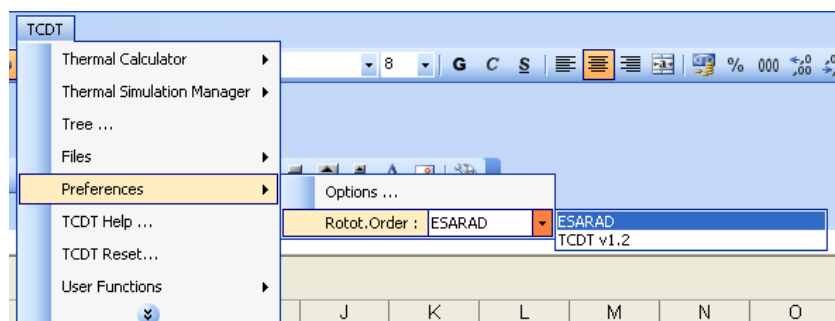 TCDT
Thermal Calculator
8 G C S % 000
Thermal Simulation Manager
Tree ...
Files
Preferences
Options ...
TCDT Help ...
Rotot.Order : ESARAD
ESARAD
TCDT v1.2
TCDT Reset...
User Functions
J K L M N O